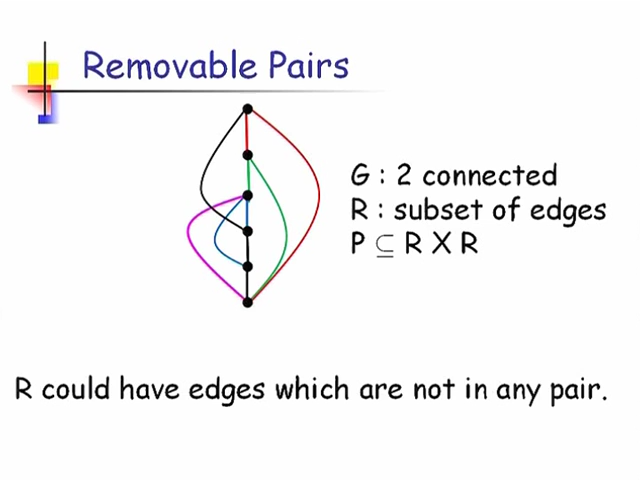 Removable Pairs
G : 2 connected
R : subset of edges
P ⊆ R X R
R could have edges which are not in any pair.